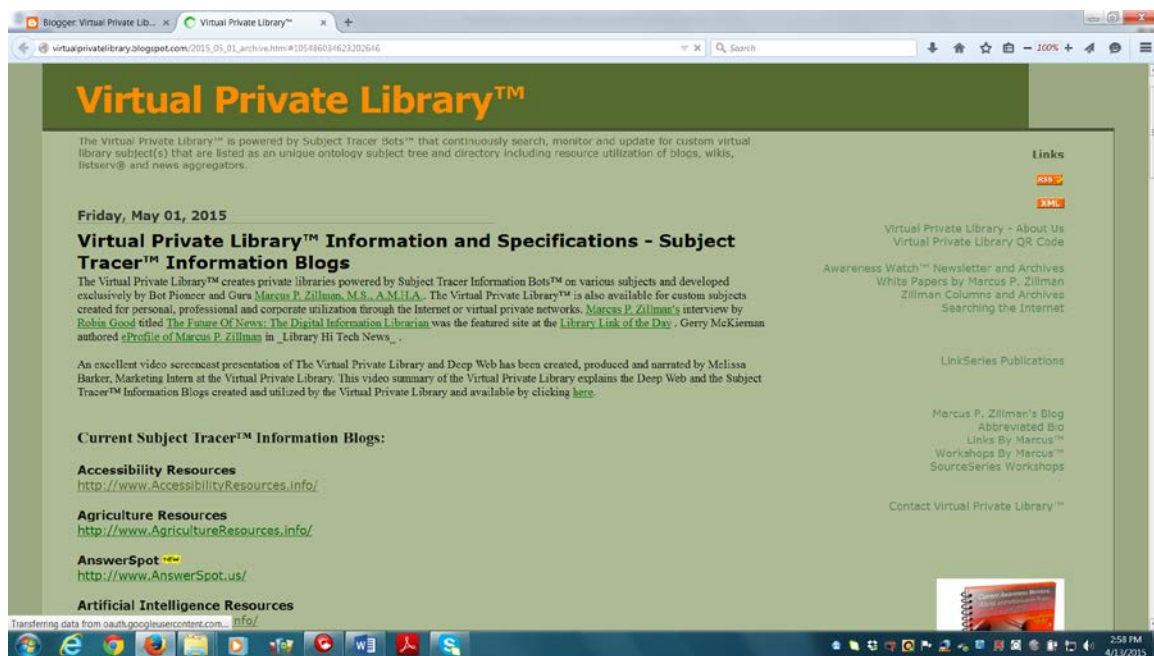 Blogger: Virtual Private Lib...
Virtual Private Library™
virtualprivatelibrary.blogspot.com/2015_05_01_archive.html#105486034623202646
Search
100%
Virtual Private Library™
The Virtual Private Library™ is powered by Subject Tracer Bots™ that continuously search, monitor and update for custom virtual
library subject(s) that are listed as an unique ontology subject tree and directory including resource utilization of blogs, wikis,
listserv® and news aggregators.
Friday, May 01, 2015
Virtual Private Library™ Information and Specifications - Subject
Tracer™ Information Blogs
The Virtual Private Library™ creates private libraries powered by Subject Tracer Information Bots™ on various subjects and developed
exclusively by Bot Pioneer and Guru Marcus P. Zillman, M.S., A.M.H.A.. The Virtual Private Library™ is also available for custom subjects
created for personal, professional and corporate utilization through the Internet or virtual private networks. Marcus P. Zillman's interview by
Robin Good titled The Future Of News: The Digital Information Librarian was the featured site at the Library Link of the Day . Gerry McKiernan
authored eProfile of Marcus P. Zillman in _Library Hi Tech News_ .
An excellent video screencast presentation of The Virtual Private Library and Deep Web has been created, produced and narrated by Melissa
Barker, Marketing Intern at the Virtual Private Library. This video summary of the Virtual Private Library explains the Deep Web and the Subject
Tracer™ Information Blogs created and utilized by the Virtual Private Library and available by clicking here.
Current Subject Tracer™ Information Blogs:
Accessibility Resources
http://www.AccessibilityResources.info/
Agriculture Resources
http://www.AgricultureResources.info/
AnswerSpot NEW
http://www.AnswerSpot.us/
Artificial Intelligence Resources
nfo/
Links
RSS
XML
Virtual Private Library - About Us
Virtual Private Library QR Code
Awareness Watch™ Newsletter and Archives
White Papers by Marcus P. Zillman
Zillman Columns and Archives
Searching the Internet
LinkSeries Publications
Marcus P. Zillman's Blog
Abbreviated Bio
Links By Marcus™
Workshops By Marcus™
SourceSeries Workshops
Contact Virtual Private Library™
Transferring data from oauth.googleusercontent.com...
2:58 PM
4/13/2015